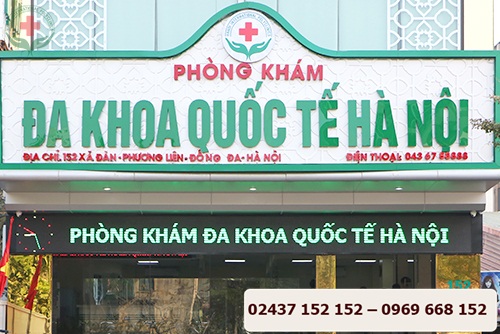 PHÒNG KHÁM
ĐA KHOA QUỐC TẾ HÀ NỘI
ĐỊA CHỈ: 152 XÃ ĐÀN • PHƯƠNG LIÊN • ĐỐNG ĐA • HÀ NỘI ĐIỆN THOẠI: 043 67 88888
PHÒNG KHÁM ĐA KHOA QUỐC TẾ HÀ NỘI
02437 152 152 – 0969 668 152